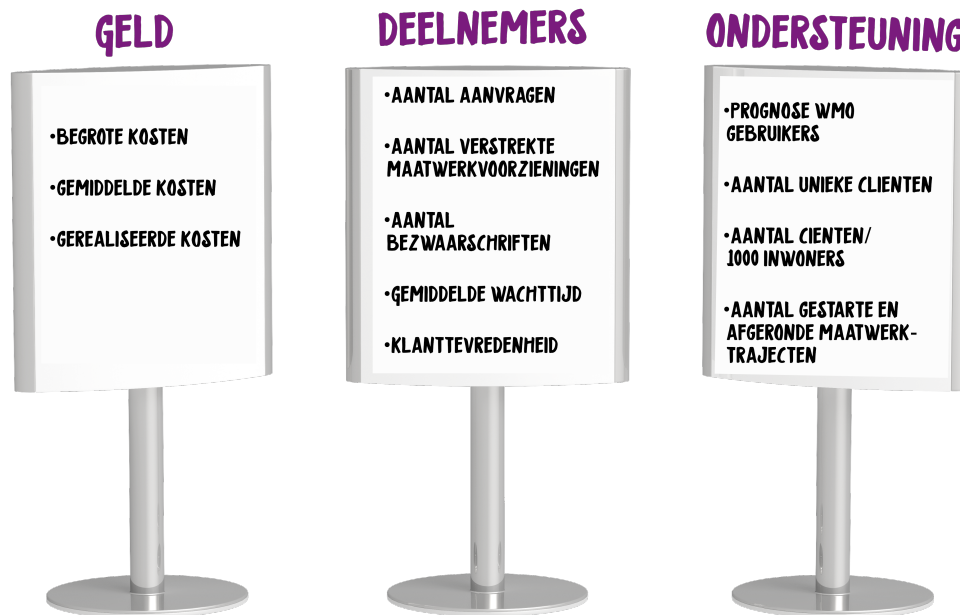 GELD
•BEGROTE KOSTEN
•GEMIDDELDE KOSTEN
•GEREALISEERDE KOSTEN
DEELNEMERS
•AANTAL AANVRAGEN
•AANTAL VERSTREKTE
MAATWERKVOORZIENINGEN
•AANTAL
BEZWAARSCHRIFTEN
•GEMIDDELDE WACHTTIJD
•KLANTTEVREDENHEID
ONDERSTEUNING
•PROGNOSE WMO
GEBRUIKERS
•AANTAL UNIEKE CLIENTEN
•AANTAL CIENTEN/
1000 INWONERS
•AANTAL GESTARTE EN
AFGERONDE MAATWERK-
TRAJECTEN